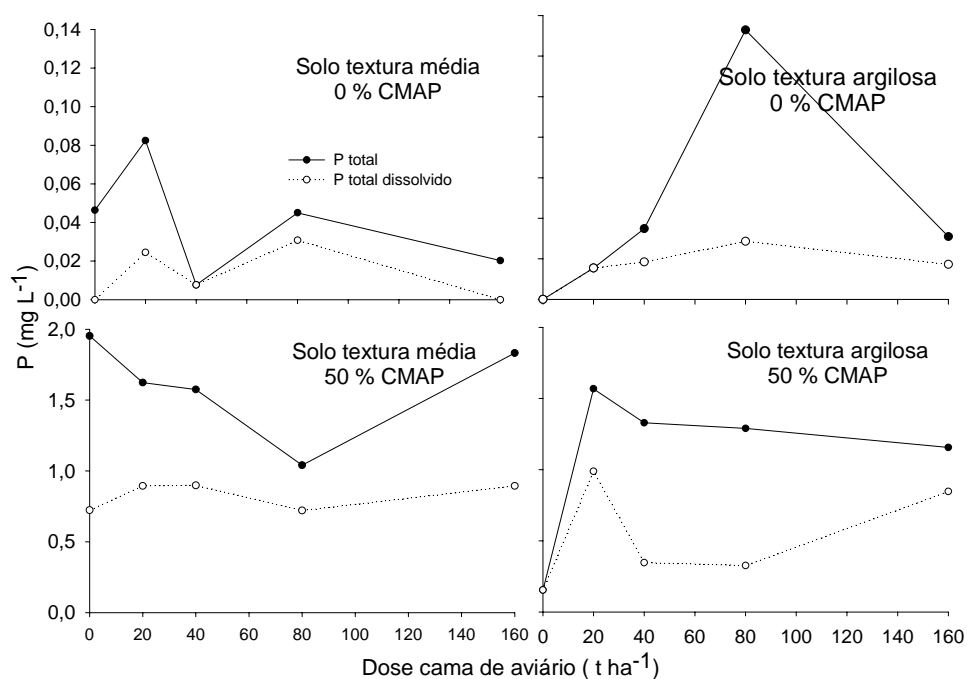 0,14
0,12
0,10
0,08
0,06
0,04
0,02
0,00
Solo textura média
0 % CMAP
P total
P total dissolvido
Solo textura argilosa
0 % CMAP
P (mg L⁻¹)
2,0
1,5
1,0
0,5
0,0
Solo textura média
50 % CMAP
Solo textura argilosa
50 % CMAP
0 20 40 60 80 100 120 140 160
0 20 40 60 80 100 120 140 160
Dose cama de aviário ( t ha⁻¹)